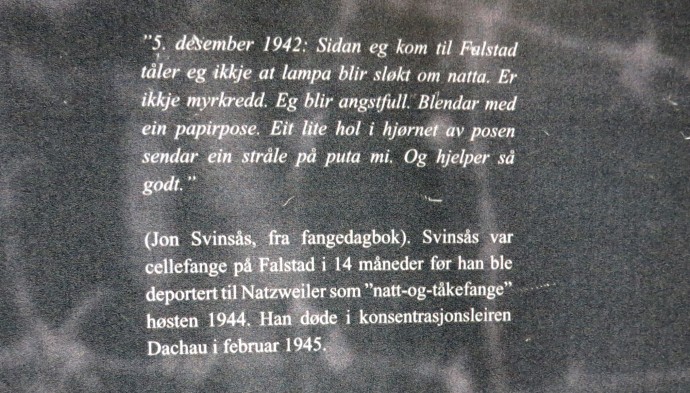 "5. desember 1942: Sidan eg kom til Falstad
tåler eg ikkje at lampa blir sløkt om natta. Er
ikkje myrkredd. Eg blir angstfull. Blendar med
ein papirpose. Eit lite hol i hjørnet av posen
sendar ein stråle på puta mi. Og hjelper så
godt."
(Jon Svinsås, fra fangedagbok). Svinsås var
cellefange på Falstad i 14 måneder før han ble
deportert til Natzweiler som "natt-og-tåkefange"
høsten 1944. Han døde i konsentrasjonsleiren
Dachau i februar 1945.